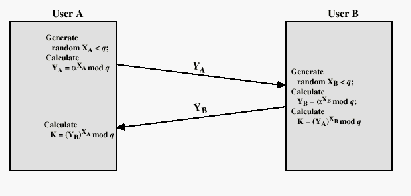 User A
Generate
random X_A < q;
Calculate
Y_A = α^X_A mod q
Calculate
K = (Y_B)^X_A mod q
Y_A
Y_B
User B
Generate
random X_B < q;
Calculate
Y_B = α^X_B mod q;
Calculate
K = (Y_A)^X_B mod q